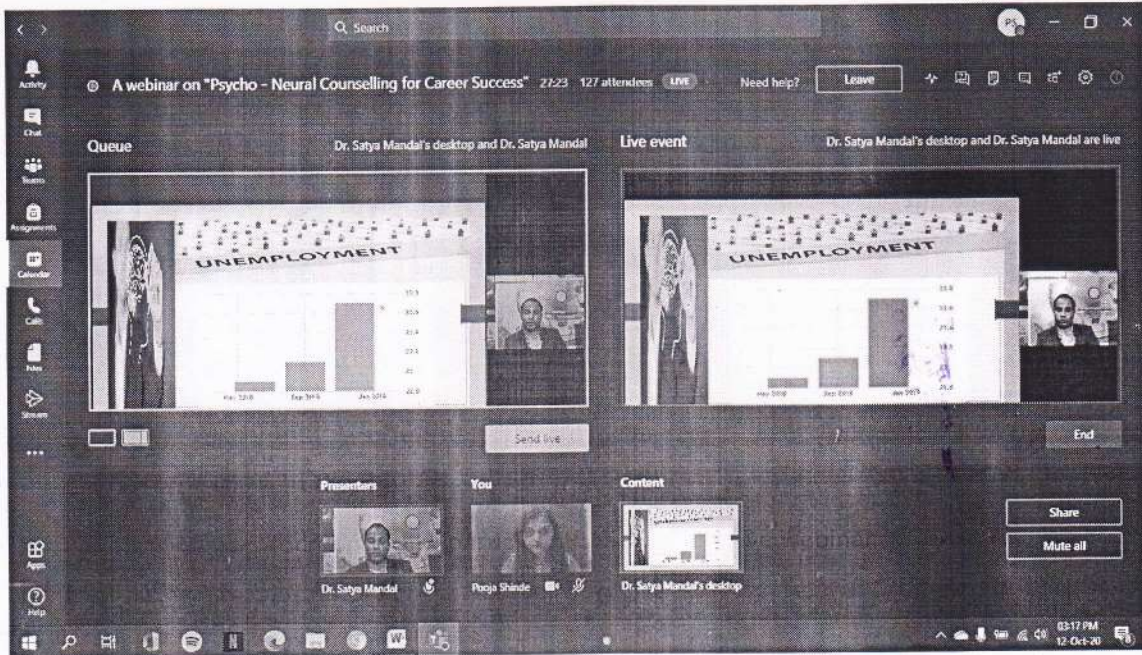 Search
PS
Activity
Chat
Teams
Assignments
Calendar
Calls
Files
Stream
Apps
Help
A webinar on "Psycho - Neural Counselling for Career Success" 27:23 127 attendees LIVE
Need help?
Leave
Queue
Dr. Satya Mandal's desktop and Dr. Satya Mandal
UNEMPLOYMENT
Send live
Live event
Dr. Satya Mandal's desktop and Dr. Satya Mandal are live
UNEMPLOYMENT
End
Presenters
Dr. Satya Mandal
You
Pooja Shinde
Content
Dr. Satya Mandal's desktop
Share
Mute all
03:17 PM
12-Oct-20